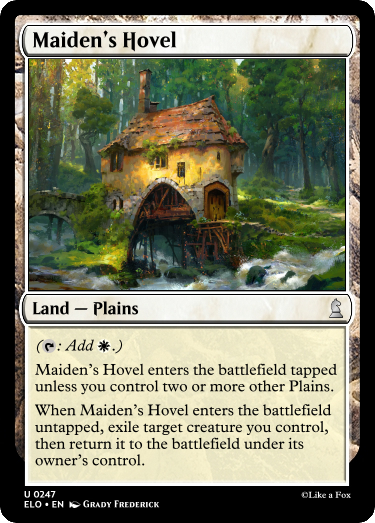 Maiden's Hovel
Land — Plains
(: Add .)
Maiden's Hovel enters the battlefield tapped
unless you control two or more other Plains.
When Maiden's Hovel enters the battlefield
untapped, exile target creature you control,
then return it to the battlefield under its
owner's control.
U 0247
ELO • EN Grady Frederick
©Like a Fox